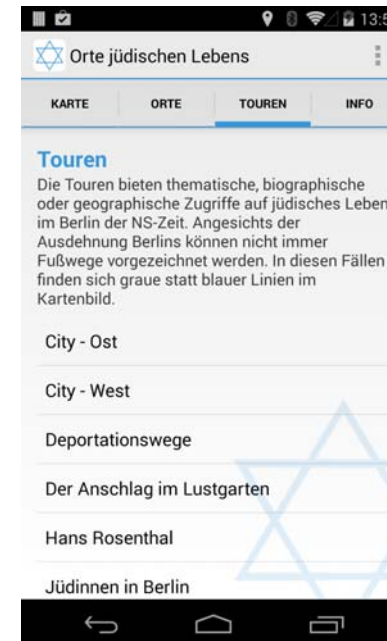 13:5
Orte jüdischen Lebens
KARTE
ORTE
TOUREN
INFO
Touren
Die Touren bieten thematische, biographische
oder geographische Zugriffe auf jüdisches Leben
im Berlin der NS-Zeit. Angesichts der
Ausdehnung Berlins können nicht immer
Fußwege vorgezeichnet werden. In diesen Fällen
finden sich graue statt blauer Linien im
Kartenbild.
City - Ost
City - West
Deportationswege
Der Anschlag im Lustgarten
Hans Rosenthal
Jüdinnen in Berlin